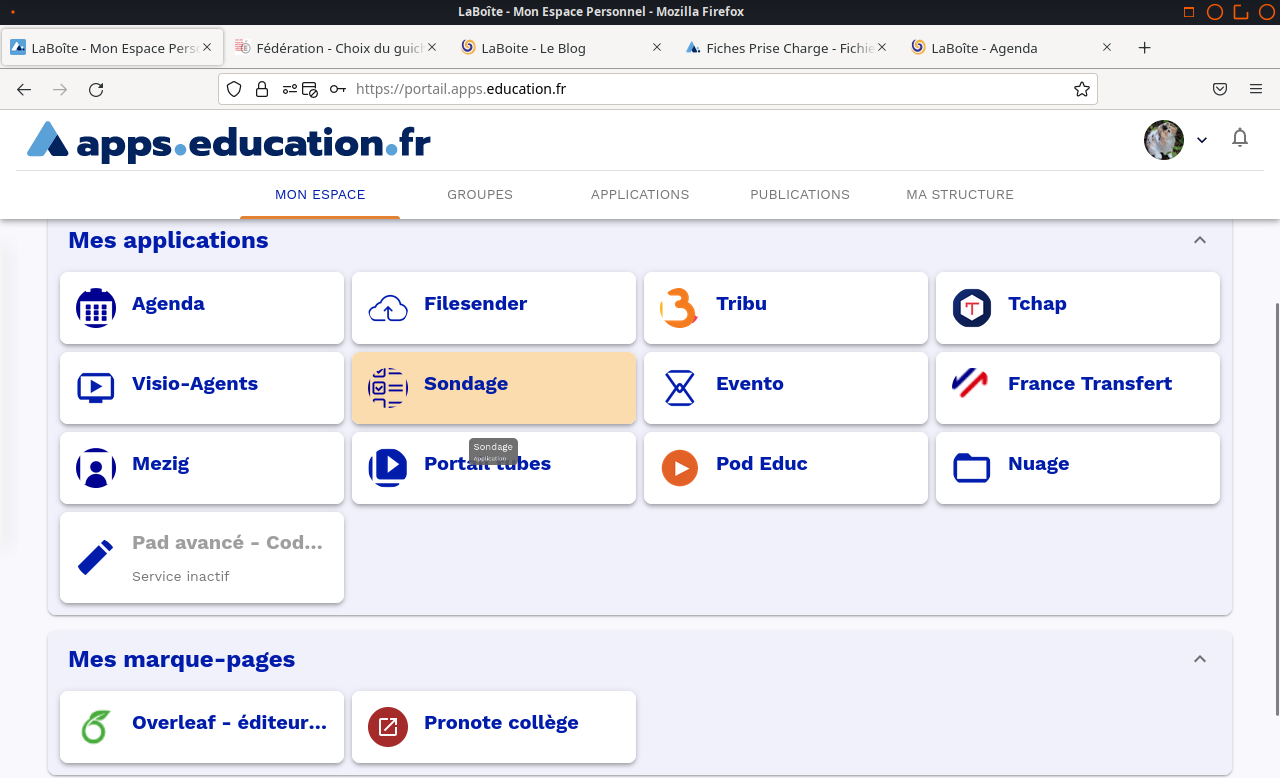 LaBoîte - Mon Espace Personnel - Mozilla Firefox
LaBoîte - Mon Espace Pers
Fédération - Choix du guic
LaBoite - Le Blog
Fiches Prise Charge - Fichie
LaBoîte - Agenda
https://portail.apps.education.fr
apps.education.fr
MON ESPACE
GROUPES
APPLICATIONS
PUBLICATIONS
MA STRUCTURE
Mes applications
Agenda
Filesender
Tribu
Tchap
Visio-Agents
Sondage
Evento
France Transfert
Sondage
Application
Mezig
Portail tubes
Pod Educ
Nuage
Pad avancé - Cod...
Service inactif
Mes marque-pages
Overleaf - éditeur...
Pronote collège